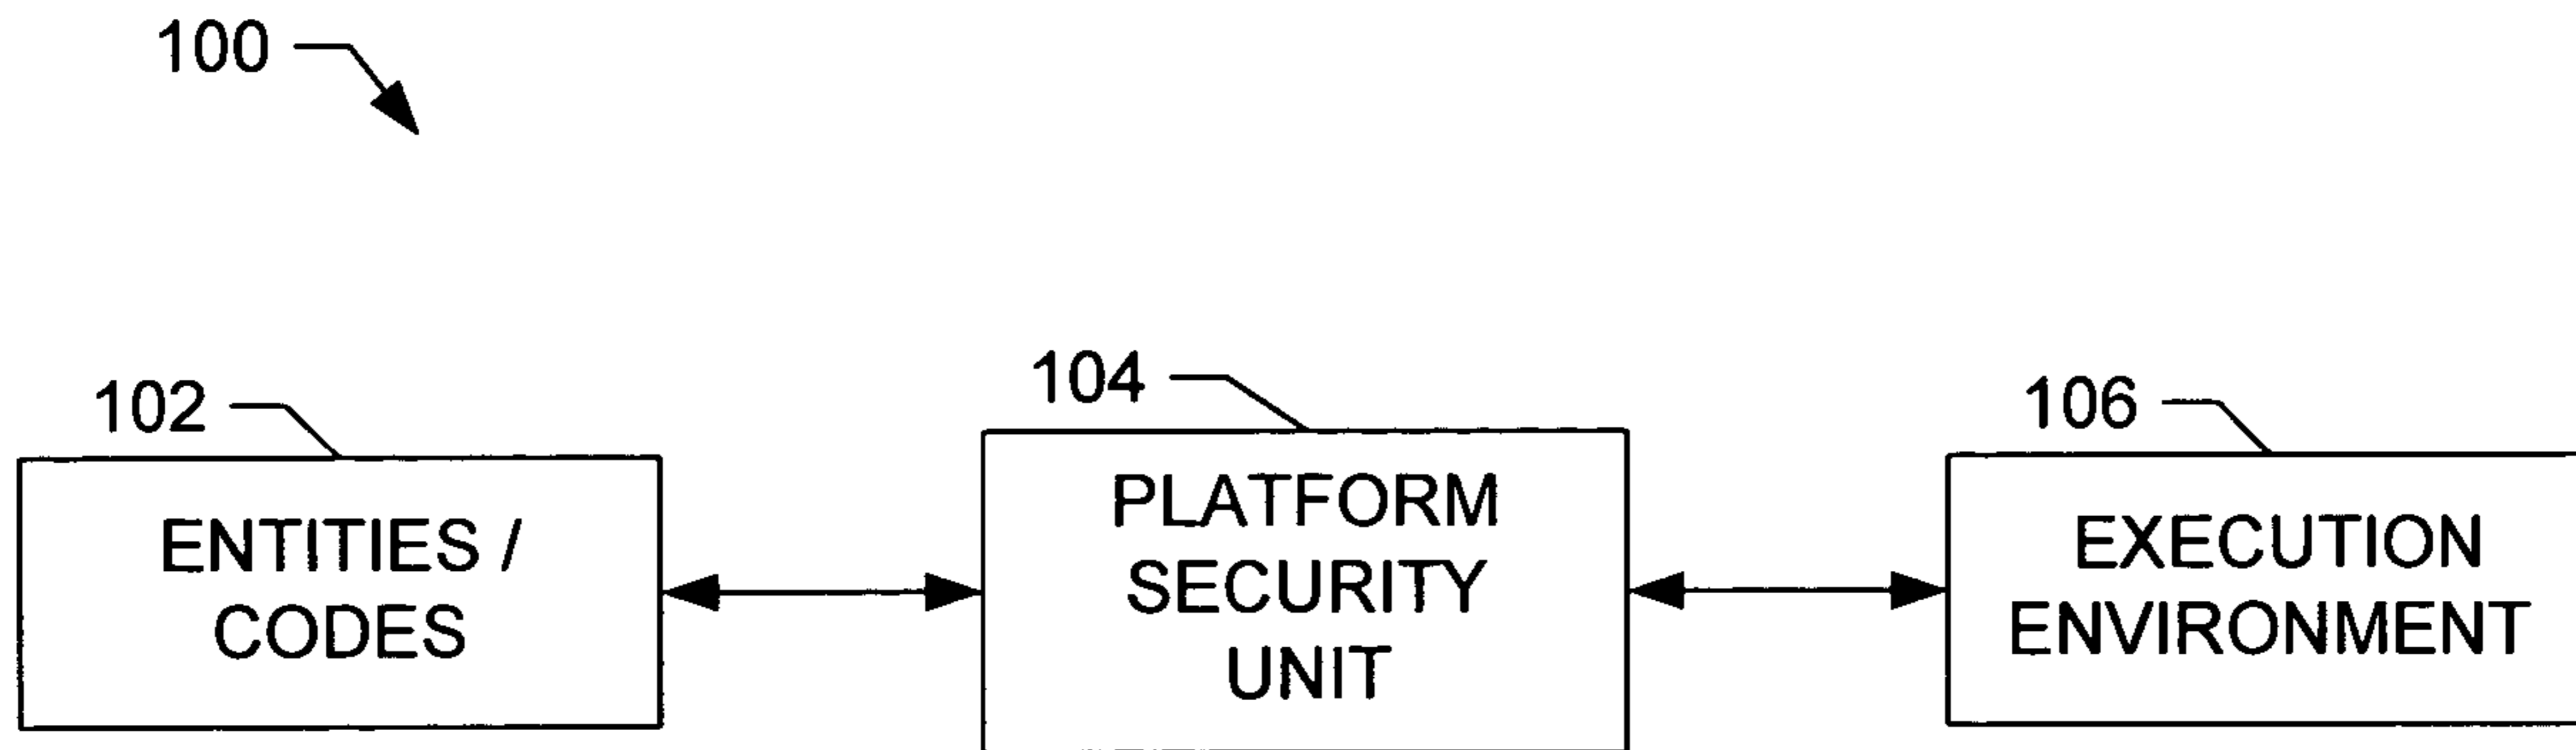 100
102
ENTITIES /
CODES
104
PLATFORM
SECURITY
UNIT
106
EXECUTION
ENVIRONMENT